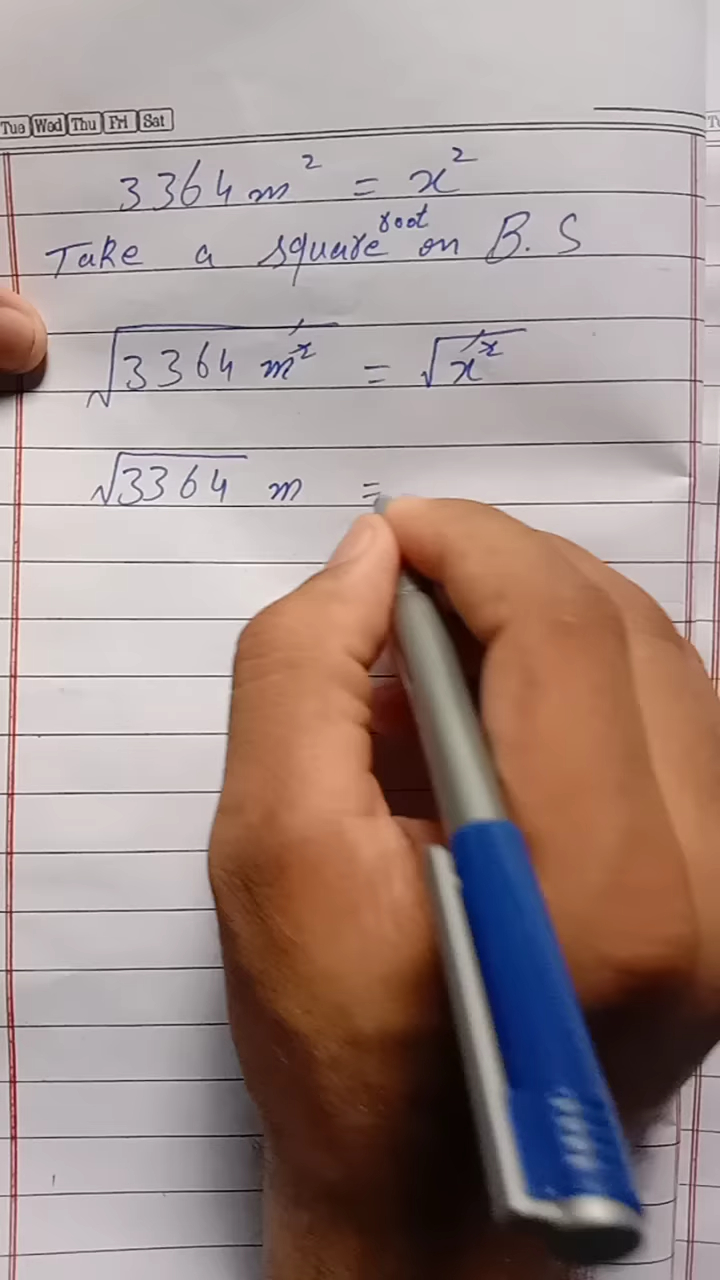 Tue Wed Thu Fri Sat
3364 m² = x²
Take a square root on B.S
√3364 m² = √x²
√3364 m =